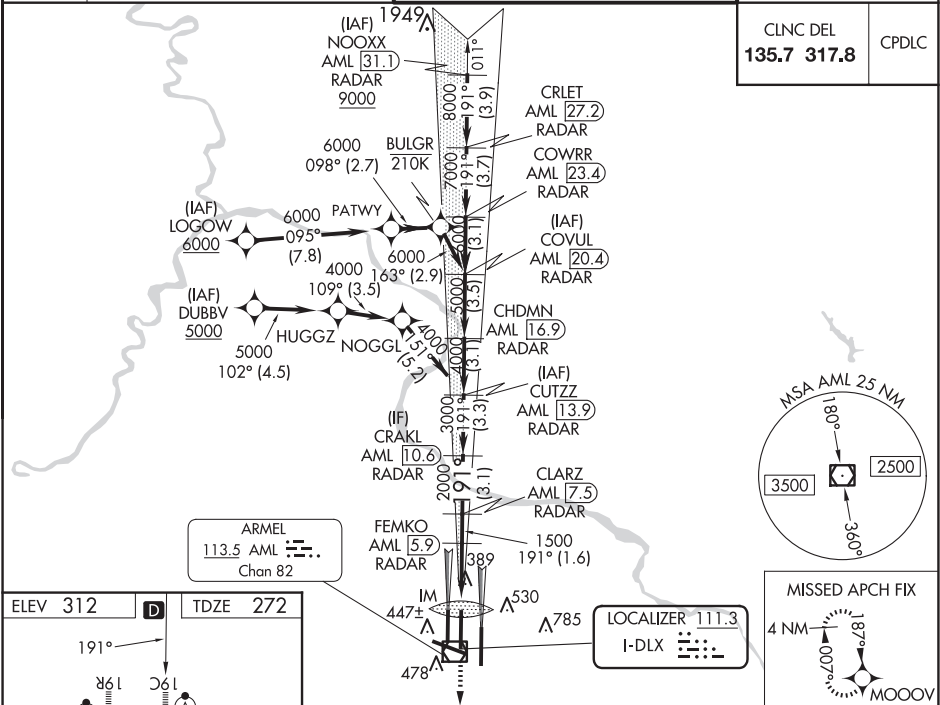 1949
(IAF)
NOOXX
AML 31.1
RADAR
9000
011°
8000
191°
(3.9)
CLNC DEL
135.7 317.8
CPDLC
CRLET
AML 27.2
RADAR
7000
191°
(3.7)
COWRR
AML 23.4
RADAR
6000
098° (2.7)
BULGR
210K
PATWY
(IAF)
LOGOW
6000
6000
095°
(7.8)
6000
(3.1)
(IAF)
COVUL
AML 20.4
RADAR
6000
163° (2.9)
4000
109° (3.5)
(IAF)
DUBBV
5000
5000
102° (4.5)
HUGGZ
NOGGL
4000
151°
(5.2)
5000
(3.5)
CHDMN
AML 16.9
RADAR
4000
(3.1)
(IAF)
CUTZZ
AML 13.9
RADAR
3000
191°
(3.3)
(IF)
CRAKL
AML 10.6
RADAR
2000
191°
(3.1)
CLARZ
AML 7.5
RADAR
FEMKO
AML 5.9
RADAR
1500
191° (1.6)
389
MSA AML 25 NM
180°
3500
2500
360°
ARMEL
113.5 AML
Chan 82
IM
447±
530
785
478
LOCALIZER 111.3
I-DLX
MISSED APCH FIX
4 NM
187°
007°
MOOOV
ELEV 312
D
TDZE 272
191°
19R
19C
A